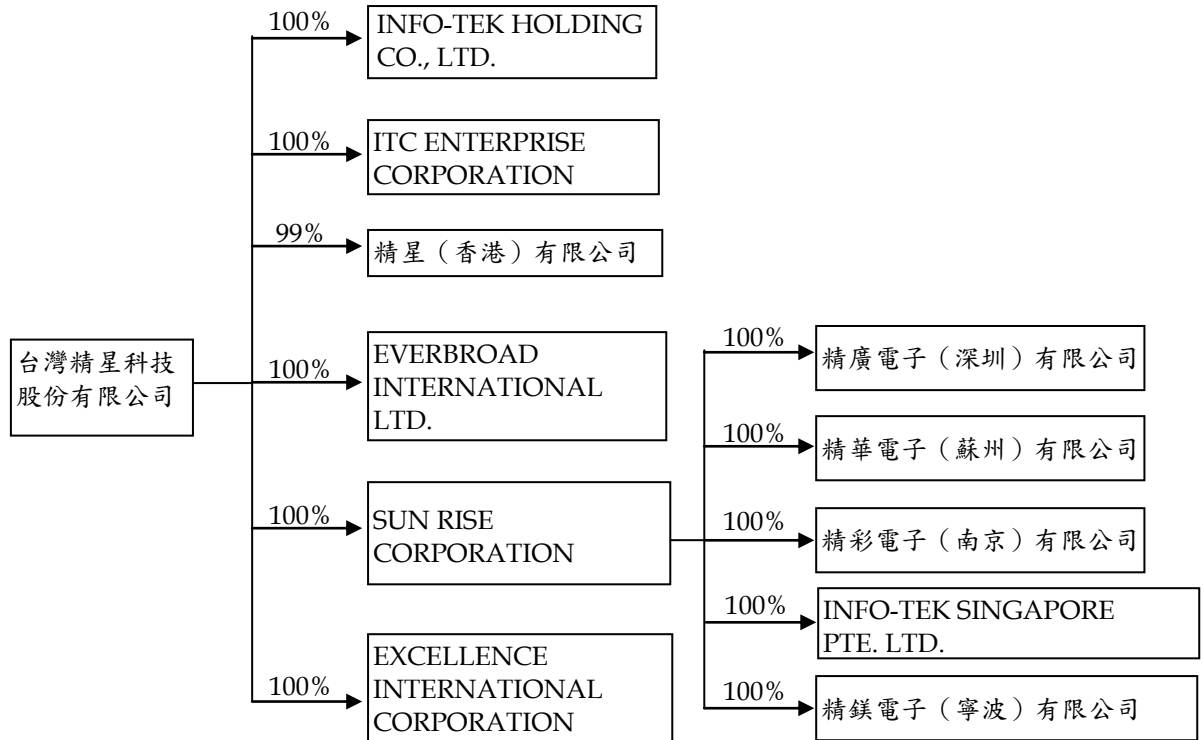 100%
INFO-TEK HOLDING
CO., LTD.
100%
ITC ENTERPRISE
CORPORATION
99%
精星（香港）有限公司
台灣精星科技
股份有限公司
100%
EVERBROAD
INTERNATIONAL
LTD.
100%
SUN RISE
CORPORATION
100%
EXCELLENCE
INTERNATIONAL
CORPORATION
100%
精廣電子（深圳）有限公司
100%
精華電子（蘇州）有限公司
100%
精彩電子（南京）有限公司
100%
INFO-TEK SINGAPORE
PTE. LTD.
100%
精鎂電子（寧波）有限公司